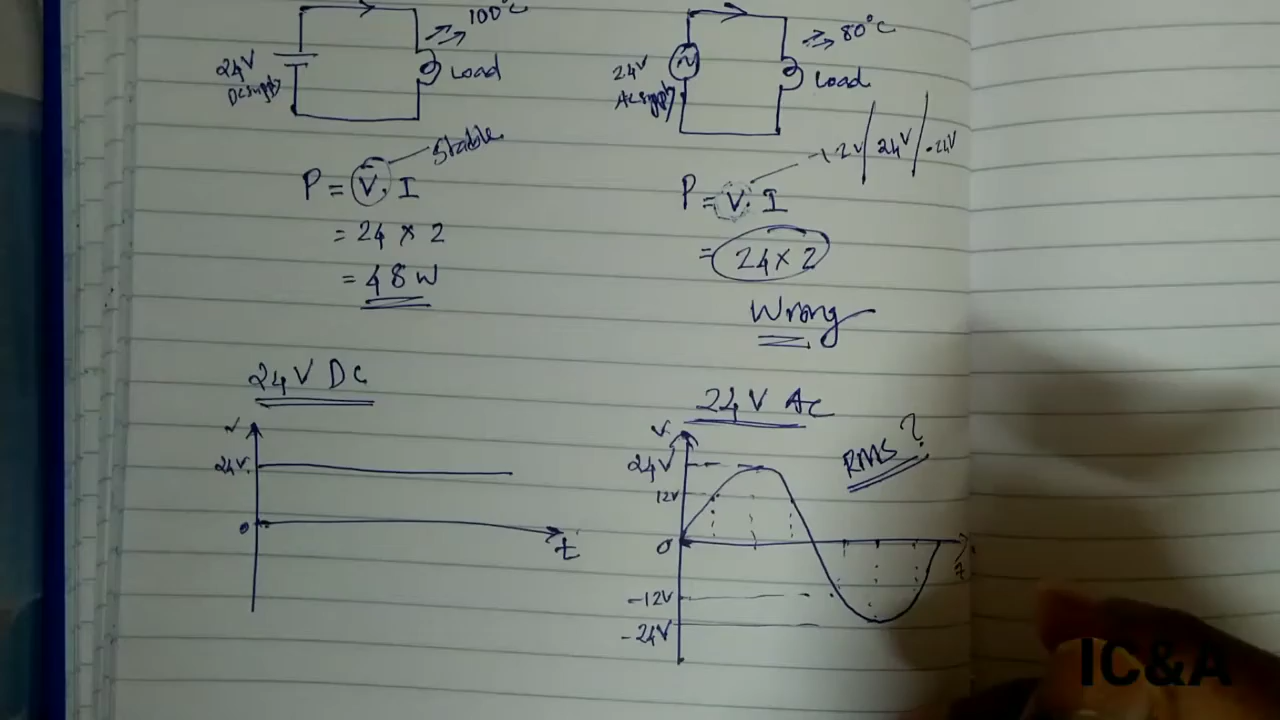 100°C
24V
DC supply
Load
80°C
24V
AC supply
Load
Stable
P = V. I
= 24 × 2
= 48 W
12V 24V -24V
P = V. I
= 24 × 2
Wrong
24V DC
V
24V
0
t
24V AC
RMS?
V
24V
12V
0
-12V
-24V
t
IC&A